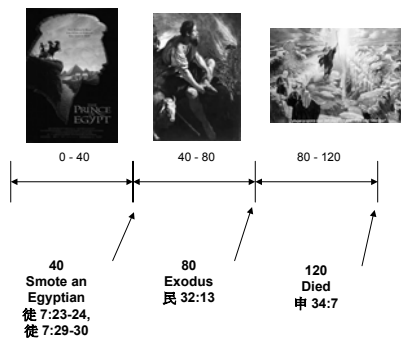 THE
PRINCE
OF
EGYPT
0 - 40
40 - 80
80 - 120
40
Smote an
Egyptian
徒 7:23-24,
徒 7:29-30
80
Exodus
民 32:13
120
Died
申 34:7